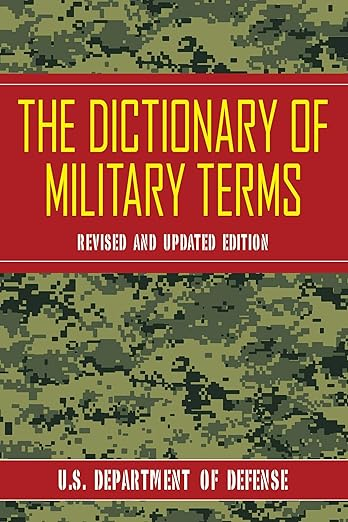 THE DICTIONARY OF
MILITARY TERMS
REVISED AND UPDATED EDITION
U.S. DEPARTMENT OF DEFENSE